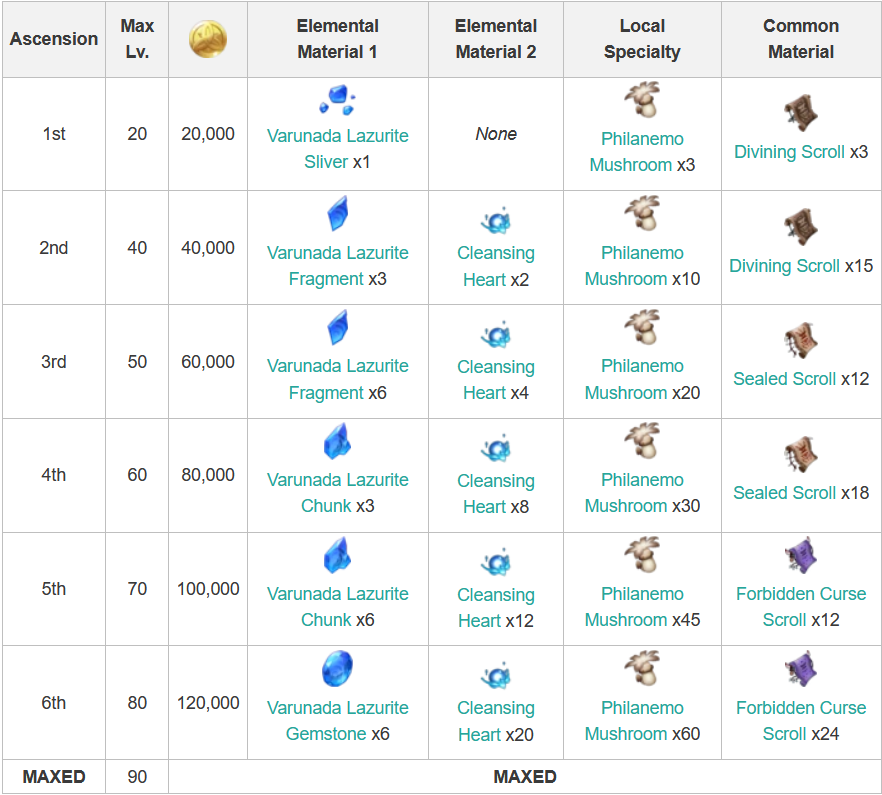 Ascension Max Lv. Elemental Material 1 Elemental Material 2 Local Specialty Common Material
1st 20 20,000 Varunada Lazurite Sliver x1 None Philanemo Mushroom x3 Divining Scroll x3
2nd 40 40,000 Varunada Lazurite Fragment x3 Cleansing Heart x2 Philanemo Mushroom x10 Divining Scroll x15
3rd 50 60,000 Varunada Lazurite Fragment x6 Cleansing Heart x4 Philanemo Mushroom x20 Sealed Scroll x12
4th 60 80,000 Varunada Lazurite Chunk x3 Cleansing Heart x8 Philanemo Mushroom x30 Sealed Scroll x18
5th 70 100,000 Varunada Lazurite Chunk x6 Cleansing Heart x12 Philanemo Mushroom x45 Forbidden Curse Scroll x12
6th 80 120,000 Varunada Lazurite Gemstone x6 Cleansing Heart x20 Philanemo Mushroom x60 Forbidden Curse Scroll x24
MAXED 90 MAXED